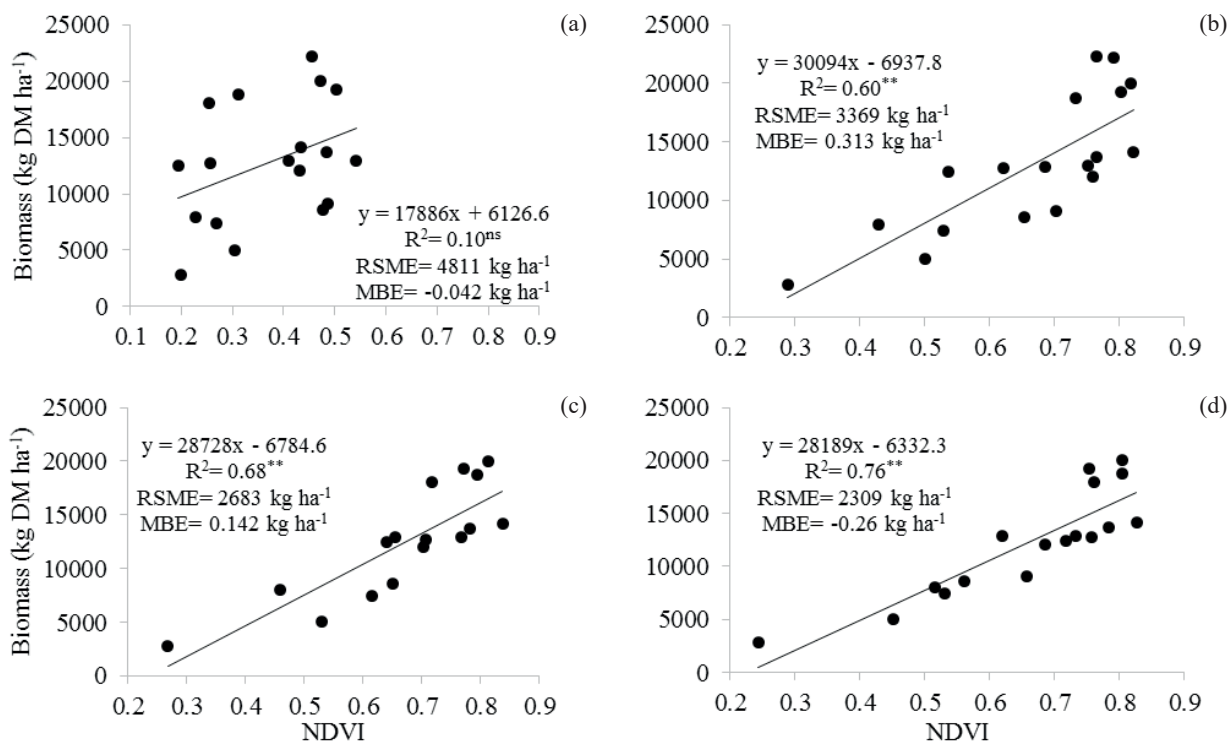 (a)
25000
20000
15000
10000
5000
0
Biomass (kg DM ha⁻¹)
y = 17886x + 6126.6
R²= 0.10ⁿˢ
RSME= 4811 kg ha⁻¹
MBE= -0.042 kg ha⁻¹
0.1 0.2 0.3 0.4 0.5 0.6 0.7 0.8 0.9
(b)
25000
20000
15000
10000
5000
0
y = 30094x - 6937.8
R²= 0.60**
RSME= 3369 kg ha⁻¹
MBE= 0.313 kg ha⁻¹
0.2 0.3 0.4 0.5 0.6 0.7 0.8 0.9
(c)
25000
20000
15000
10000
5000
0
Biomass (kg DM ha⁻¹)
y = 28728x - 6784.6
R²= 0.68**
RSME= 2683 kg ha⁻¹
MBE= 0.142 kg ha⁻¹
0.2 0.3 0.4 0.5 0.6 0.7 0.8 0.9
NDVI
(d)
25000
20000
15000
10000
5000
0
y = 28189x - 6332.3
R²= 0.76**
RSME= 2309 kg ha⁻¹
MBE= -0.26 kg ha⁻¹
0.2 0.3 0.4 0.5 0.6 0.7 0.8 0.9
NDVI